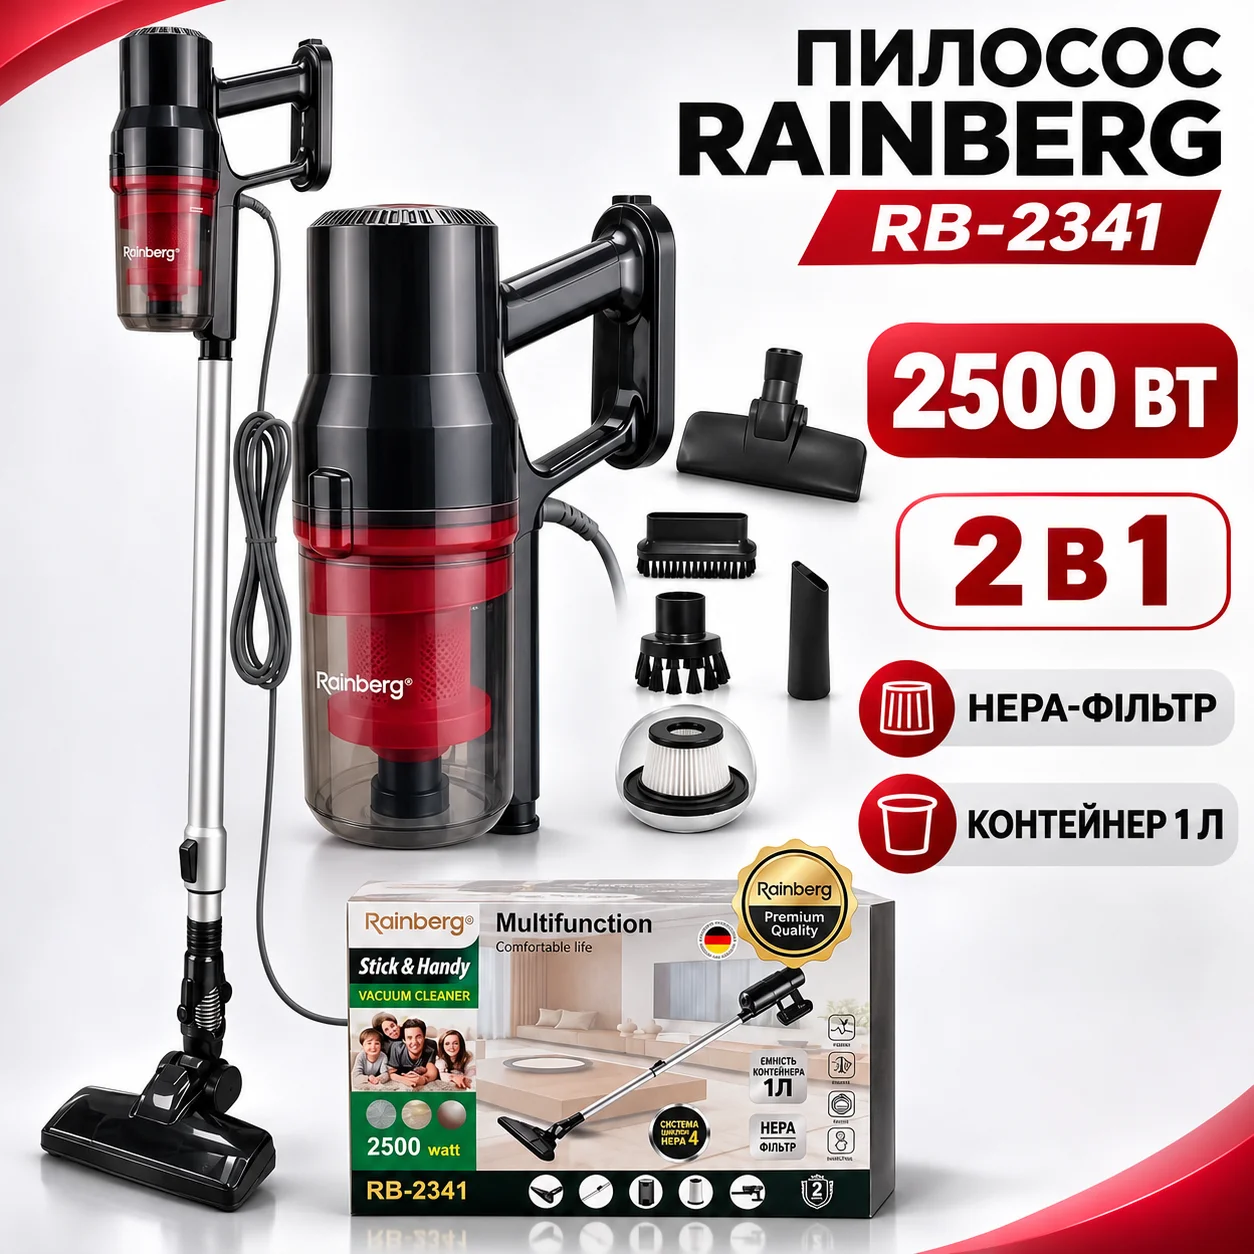 ПИЛОСОС
RAINBERG
RB-2341
2500 ВТ
2 В 1
НЕРА-ФІЛЬТР
КОНТЕЙНЕР 1 Л
Rainberg®
Rainberg®
Rainberg®
Multifunction
Comfortable life
Stick & Handy
VACUUM CLEANER
2500 watt
RB-2341
Rainberg
Premium
Quality
ЄМНІСТЬ
КОНТЕЙНЕРА
1Л
СИСТЕМА
НЕРА 4
НЕРА
ФІЛЬТР
2